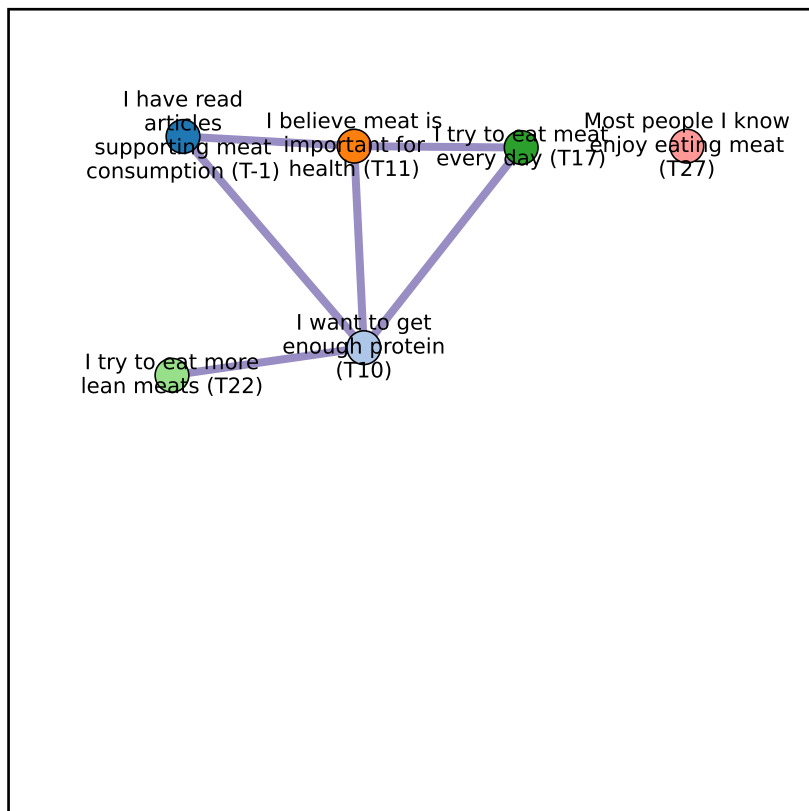 I have read
articles
supporting meat
consumption (T-1)
I believe meat is
important for
health (T11)
I try to eat meat
every day (T17)
Most people I know
enjoy eating meat
(T27)
I want to get
enough protein
(T10)
I try to eat more
lean meats (T22)